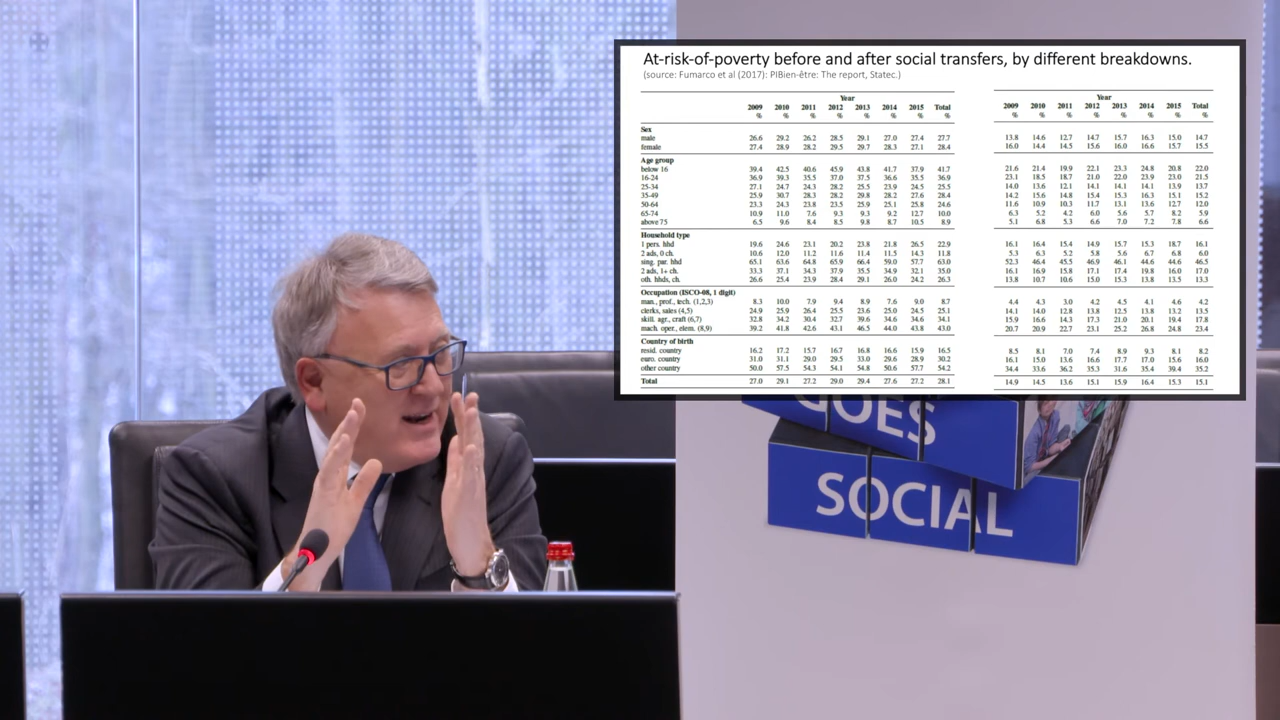 At-risk-of-poverty before and after social transfers, by different breakdowns.
(source: Fumarco et al (2017): PIBien-être: The report, Statec.)
Year Year
2009 2010 2011 2012 2013 2014 2015 Total 2009 2010 2011 2012 2013 2014 2015 Total
% % % % % % % % % % % % % % % %
Sex
male 26.6 29.2 26.2 28.5 29.1 27.0 27.4 27.7 13.8 14.6 12.7 14.7 15.7 16.3 15.0 14.7
female 27.4 28.9 28.2 29.5 29.7 28.3 27.1 28.4 16.0 14.4 14.5 15.6 16.0 16.6 15.7 15.5
Age group
below 16 39.4 42.5 40.6 45.9 43.8 41.7 37.9 41.7 21.6 21.4 19.9 22.1 23.3 24.8 20.8 22.0
16-24 36.9 39.3 35.5 37.0 37.5 36.6 35.5 36.9 23.1 18.5 18.7 21.0 22.0 23.9 23.0 21.5
25-34 27.1 24.7 24.3 28.2 25.5 23.9 24.5 25.5 14.0 13.6 12.1 14.1 14.1 14.1 13.9 13.7
35-49 25.9 30.7 28.3 28.2 29.8 28.2 27.6 28.4 14.2 15.6 14.8 15.4 15.3 16.3 15.1 15.2
50-64 23.3 24.3 23.8 23.5 25.9 25.1 25.8 24.6 11.6 10.9 10.3 11.7 13.1 13.6 12.7 12.0
65-74 10.9 11.0 7.6 9.3 9.3 9.2 12.7 10.0 6.3 5.2 4.2 6.0 5.6 5.7 8.2 5.9
above 75 6.5 9.6 8.4 8.5 9.8 8.7 10.5 8.9 5.1 6.8 5.3 6.6 7.0 7.2 7.8 6.6
Household type
1 pers. hhd 19.6 24.6 23.1 20.2 23.8 21.8 26.5 22.9 16.1 16.4 15.4 14.9 15.7 15.3 18.7 16.1
2 ads, 0 ch. 10.6 12.0 11.2 11.6 11.4 11.5 14.3 11.8 5.3 6.3 5.2 5.8 5.6 6.7 6.8 6.0
sing. par. hhd 65.1 63.6 64.8 65.9 66.4 59.0 57.7 63.0 52.3 46.4 45.5 46.9 46.1 44.6 44.6 46.5
2 ads, 1+ ch. 33.3 37.1 34.3 37.9 35.5 34.9 32.1 35.0 16.1 16.9 15.8 17.1 17.4 19.8 16.0 17.0
oth. hhds, ch. 26.6 25.4 23.9 28.4 29.1 26.0 24.2 26.3 13.8 10.7 10.6 15.0 15.3 13.8 13.5 13.3
Occupation (ISCO-08, 1 digit)
man., prof., tech. (1,2,3) 8.3 10.0 7.9 9.4 8.9 7.6 9.0 8.7 4.4 4.3 3.0 4.2 4.5 4.1 4.6 4.2
clerks, sales (4,5) 24.9 25.9 26.4 25.5 23.6 25.0 24.5 25.1 14.1 14.0 12.8 13.8 12.5 13.8 13.2 13.5
skill. agr., craft (6,7) 32.8 34.2 30.4 32.7 39.6 34.6 34.6 34.1 15.9 16.6 14.3 17.3 21.0 20.1 19.4 17.8
mach. oper., elem. (8,9) 39.2 41.8 42.6 43.1 46.5 44.0 43.8 43.0 20.7 20.9 22.7 23.1 25.2 26.8 24.8 23.4
Country of birth
resid. country 16.2 17.2 15.7 16.7 16.8 16.6 15.9 16.5 8.5 8.1 7.0 7.4 8.9 9.3 8.1 8.2
euro. country 31.0 31.1 29.0 29.5 33.0 29.6 28.9 30.2 16.1 15.0 13.6 16.6 17.7 17.0 15.6 16.0
other country 50.0 57.5 54.3 54.1 54.8 50.6 57.7 54.2 34.4 33.6 36.2 35.3 31.6 35.4 39.4 35.2
Total 27.0 29.1 27.2 29.0 29.4 27.6 27.2 28.1 14.9 14.5 13.6 15.1 15.9 16.4 15.3 15.1
GOES
SOCIAL